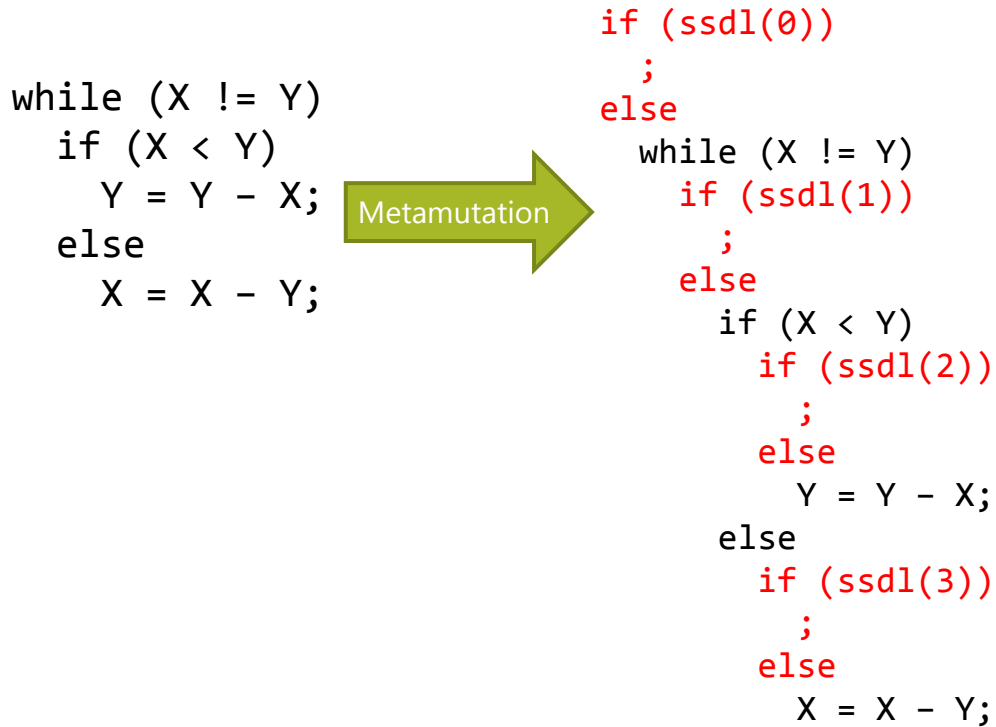 while (X != Y)
  if (X < Y)
    Y = Y – X;
  else
    X = X – Y;
Metamutation
if (ssdl(0))
  ;
else
  while (X != Y)
    if (ssdl(1))
      ;
    else
      if (X < Y)
        if (ssdl(2))
          ;
        else
          Y = Y – X;
      else
        if (ssdl(3))
          ;
        else
          X = X – Y;